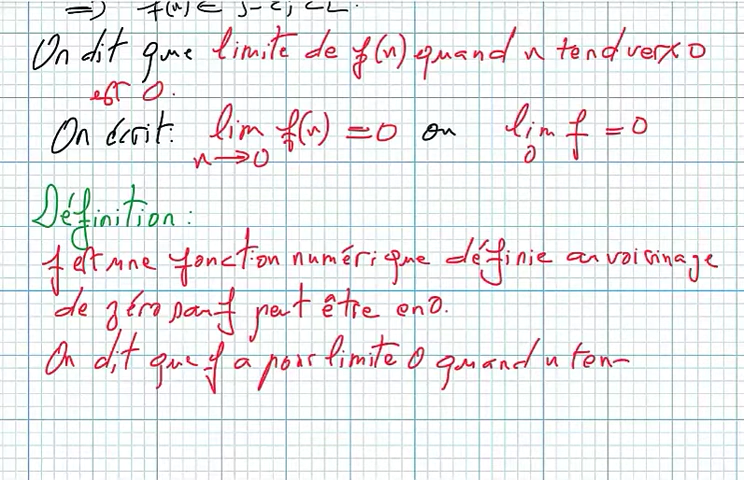 => f(x) ∈ ]-ε; ε[.
On dit que limite de f(x) quand x tend vers 0
est 0.
On écrit: lim f(x) = 0 ou lim f = 0
x→0 0
Définition:
f est une fonction numérique définie au voisinage
de zéro sauf peut être en 0.
On dit que f a pour limite 0 quand x ten